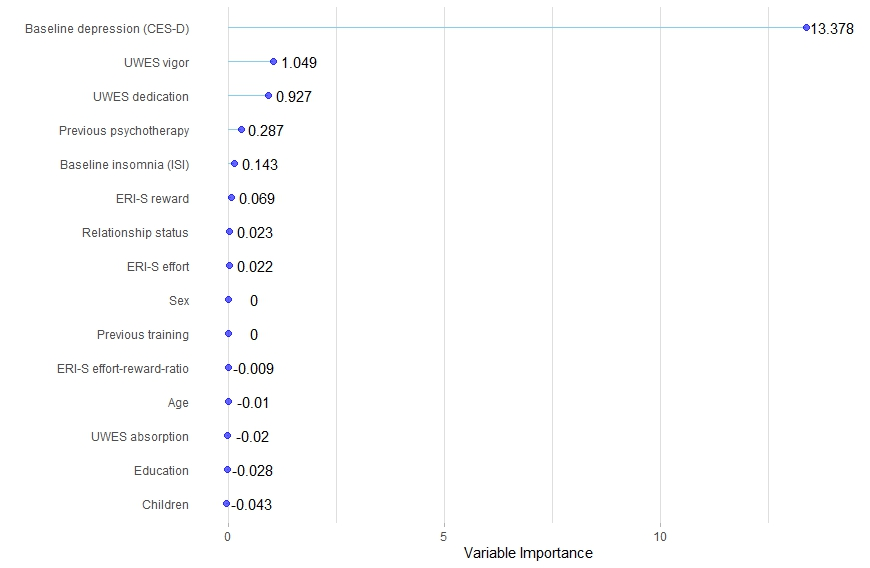 Baseline depression (CES-D) 13.378
UWES vigor 1.049
UWES dedication 0.927
Previous psychotherapy 0.287
Baseline insomnia (ISI) 0.143
ERI-S reward 0.069
Relationship status 0.023
ERI-S effort 0.022
Sex 0
Previous training 0
ERI-S effort-reward-ratio -0.009
Age -0.01
UWES absorption -0.02
Education -0.028
Children -0.043
0 5 10
Variable Importance